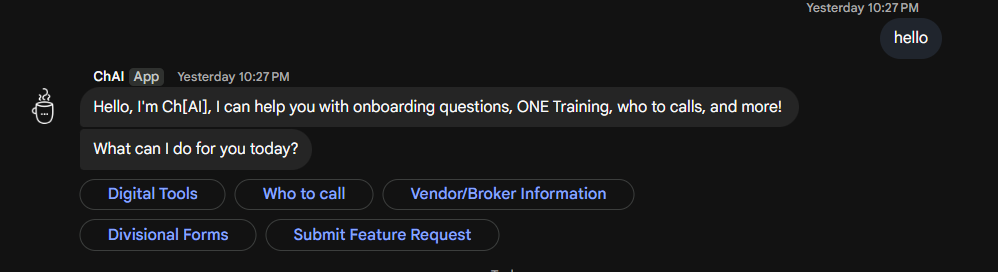 Yesterday 10:27 PM
hello
ChAI App Yesterday 10:27 PM
Hello, I'm Ch[AI], I can help you with onboarding questions, ONE Training, who to calls, and more!
What can I do for you today?
Digital Tools Who to call Vendor/Broker Information
Divisional Forms Submit Feature Request